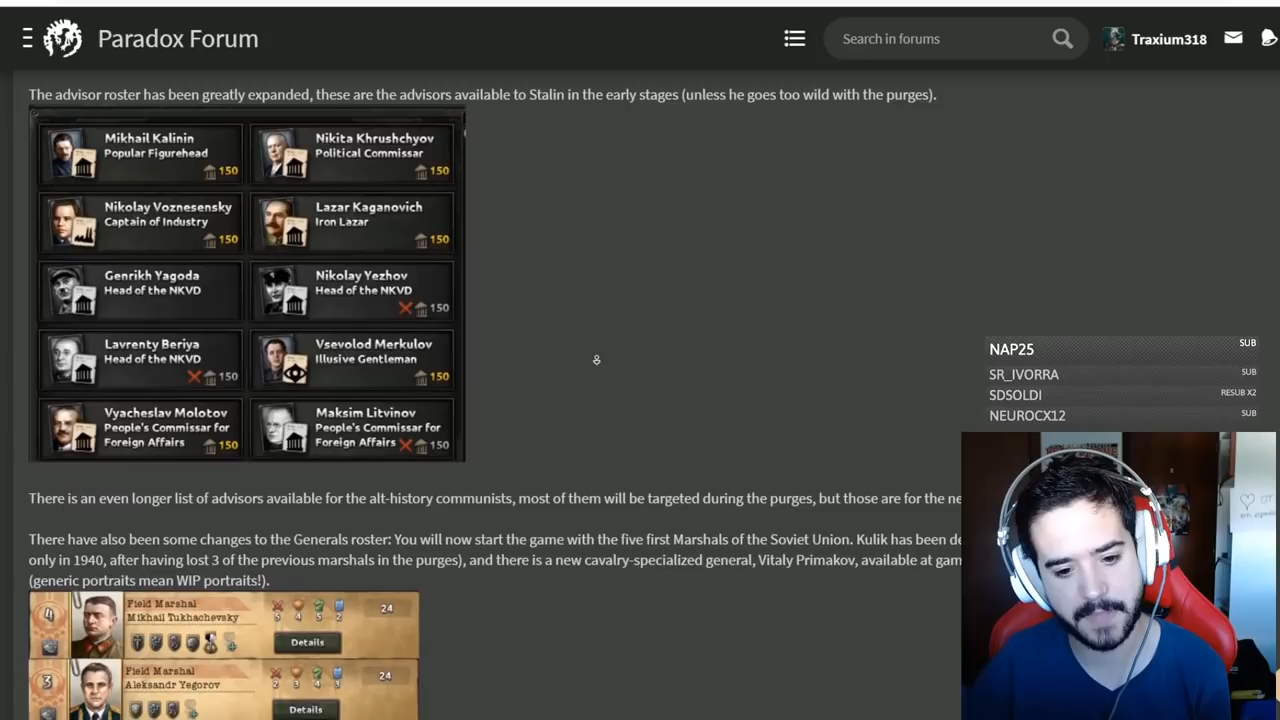 Paradox Forum
Search in forums
Traxium318
The advisor roster has been greatly expanded, these are the advisors available to Stalin in the early stages (unless he goes too wild with the purges).
Mikhail Kalinin
Popular Figurehead
150
Nikita Khrushchyov
Political Commissar
150
Nikolay Voznesensky
Captain of Industry
150
Lazar Kaganovich
Iron Lazar
150
Genrikh Yagoda
Head of the NKVD
Nikolay Yezhov
Head of the NKVD
150
Lavrenty Beriya
Head of the NKVD
150
Vsevolod Merkulov
Illusive Gentleman
150
Vyacheslav Molotov
People's Commissar for
Foreign Affairs
150
Maksim Litvinov
People's Commissar for
Foreign Affairs
150
NAP25 SUB
SR_IVORRA SUB
SDSOLDI RESUB X2
NEUROCX12 SUB
There is an even longer list of advisors available for the alt-history communists, most of them will be targeted during the purges, but those are for the ne
There have also been some changes to the Generals roster: You will now start the game with the five first Marshals of the Soviet Union. Kulik has been de
only in 1940, after having lost 3 of the previous marshals in the purges), and there is a new cavalry-specialized general, Vitaly Primakov, available at gam
(generic portraits mean WIP portraits!).
4
Field Marshal
Mikhail Tukhachevsky
5 4 5 2
24
Details
3
Field Marshal
Aleksandr Yegorov
2 3 4 3
24
Details